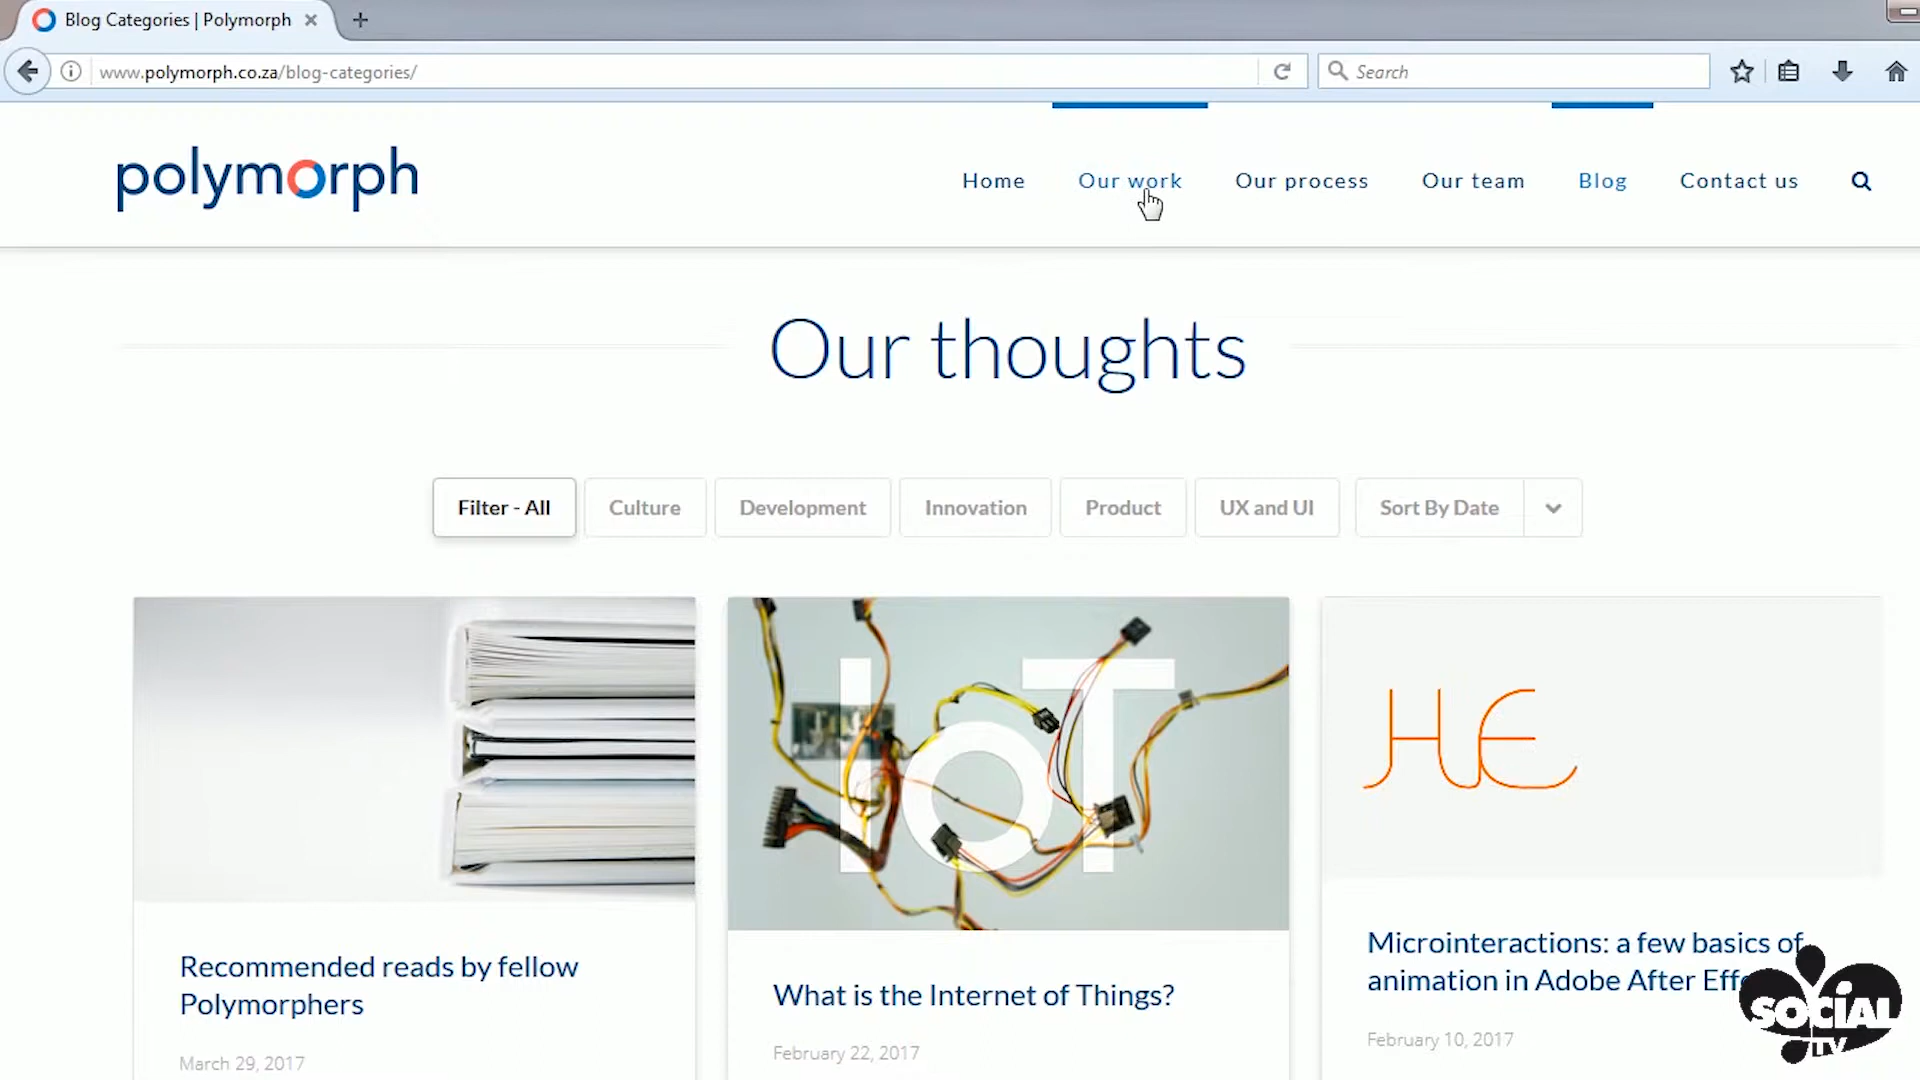 Blog Categories | Polymorph
www.polymorph.co.za/blog-categories/
Search
polymorph
Home
Our work
Our process
Our team
Blog
Contact us
Our thoughts
Filter - All
Culture
Development
Innovation
Product
UX and UI
Sort By Date
IoT
HE
Recommended reads by fellow
Polymorphers
March 29, 2017
What is the Internet of Things?
February 22, 2017
Microinteractions: a few basics of
animation in Adobe After
February 10, 2017
SOCIAL
TV